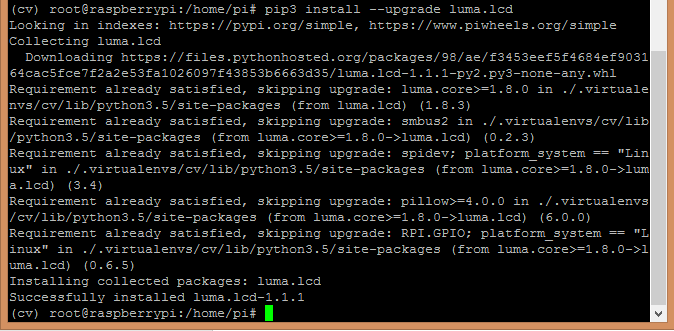 (cv) root@raspberrypi:/home/pi# pip3 install --upgrade luma.lcd
Looking in indexes: https://pypi.org/simple, https://www.piwheels.org/simple
Collecting luma.lcd
  Downloading https://files.pythonhosted.org/packages/98/ae/f3453eef5f4684ef9031
64cac5fce7f2a2e53fa1026097f43853b6663d35/luma.lcd-1.1.1-py2.py3-none-any.whl
Requirement already satisfied, skipping upgrade: luma.core>=1.8.0 in ./.virtuale
nvs/cv/lib/python3.5/site-packages (from luma.lcd) (1.8.3)
Requirement already satisfied, skipping upgrade: smbus2 in ./.virtualenvs/cv/lib
/python3.5/site-packages (from luma.core>=1.8.0->luma.lcd) (0.2.3)
Requirement already satisfied, skipping upgrade: spidev; platform_system == "Lin
ux" in ./.virtualenvs/cv/lib/python3.5/site-packages (from luma.core>=1.8.0->lum
a.lcd) (3.4)
Requirement already satisfied, skipping upgrade: pillow>=4.0.0 in ./.virtualenvs
/cv/lib/python3.5/site-packages (from luma.core>=1.8.0->luma.lcd) (6.0.0)
Requirement already satisfied, skipping upgrade: RPI.GPIO; platform_system == "L
inux" in ./.virtualenvs/cv/lib/python3.5/site-packages (from luma.core>=1.8.0->l
uma.lcd) (0.6.5)
Installing collected packages: luma.lcd
Successfully installed luma.lcd-1.1.1
(cv) root@raspberrypi:/home/pi#